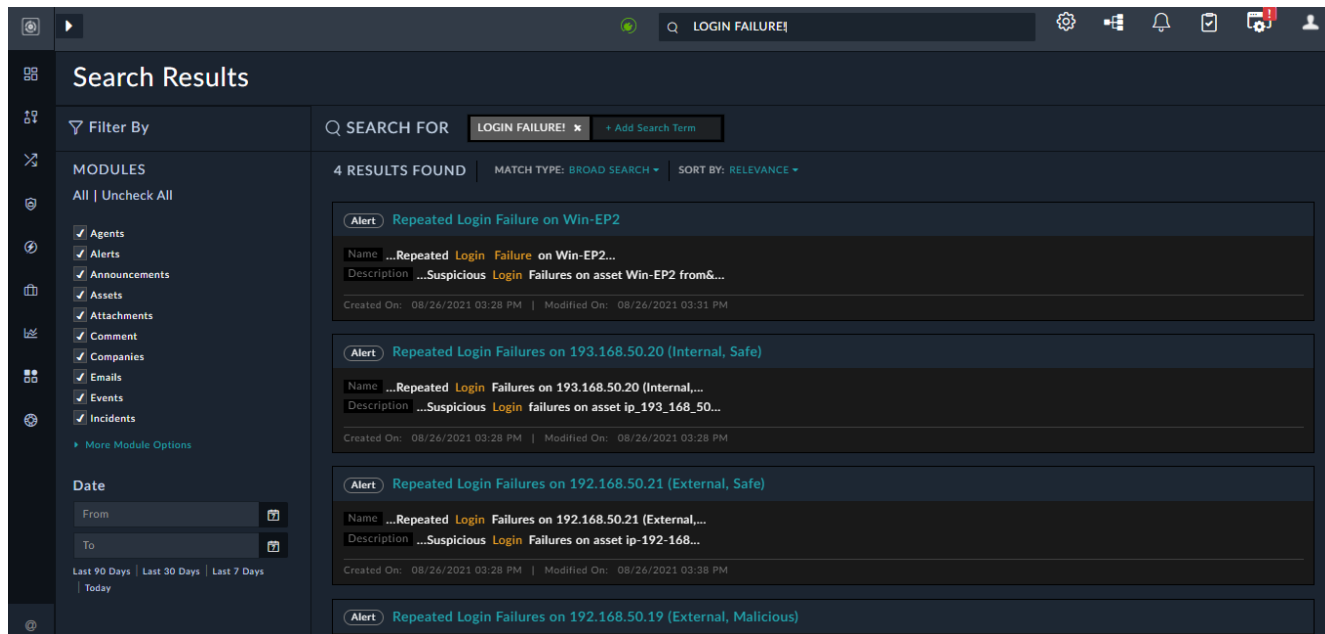 LOGIN FAILURE!
Search Results
Filter By
MODULES
All | Uncheck All
Agents
Alerts
Announcements
Assets
Attachments
Comment
Companies
Emails
Events
Incidents
More Module Options
Date
From
To
Last 90 Days | Last 30 Days | Last 7 Days
| Today
SEARCH FOR LOGIN FAILURE! × + Add Search Term
4 RESULTS FOUND MATCH TYPE: BROAD SEARCH SORT BY: RELEVANCE
Alert Repeated Login Failure on Win-EP2
Name ...Repeated Login Failure on Win-EP2...
Description ...Suspicious Login Failures on asset Win-EP2 from&...
Created On: 08/26/2021 03:28 PM | Modified On: 08/26/2021 03:31 PM
Alert Repeated Login Failures on 193.168.50.20 (Internal, Safe)
Name ...Repeated Login Failures on 193.168.50.20 (Internal,...
Description ...Suspicious Login failures on asset ip_193_168_50...
Created On: 08/26/2021 03:28 PM | Modified On: 08/26/2021 03:28 PM
Alert Repeated Login Failures on 192.168.50.21 (External, Safe)
Name ...Repeated Login Failures on 192.168.50.21 (External,...
Description ...Suspicious Login Failures on asset ip-192-168...
Created On: 08/26/2021 03:28 PM | Modified On: 08/26/2021 03:38 PM
Alert Repeated Login Failures on 192.168.50.19 (External, Malicious)
@